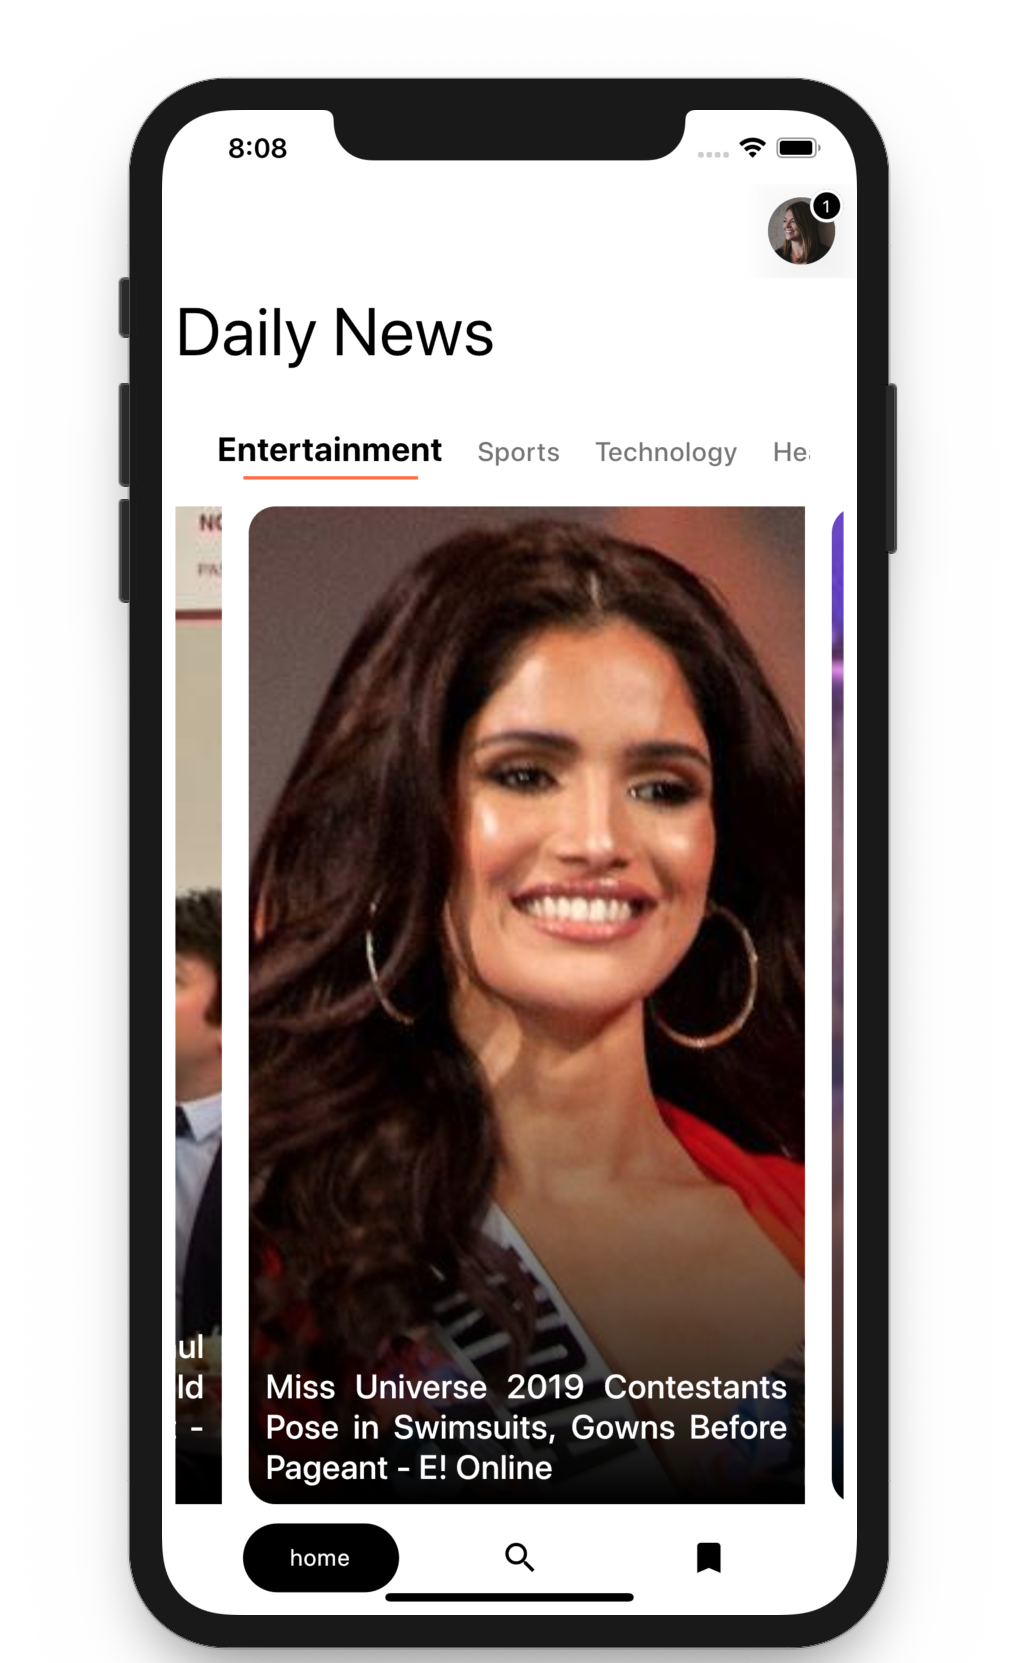 8:08
1
Daily News
Entertainment Sports Technology
NO
ul
ld
-
Miss Universe 2019 Contestants
Pose in Swimsuits, Gowns Before
Pageant - E! Online
home